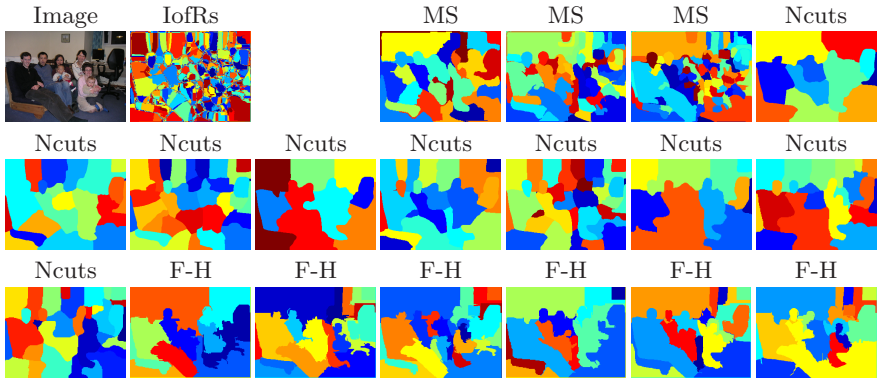 Image IofRs MS MS MS Ncuts
Ncuts Ncuts Ncuts Ncuts Ncuts Ncuts Ncuts
Ncuts F-H F-H F-H F-H F-H F-H